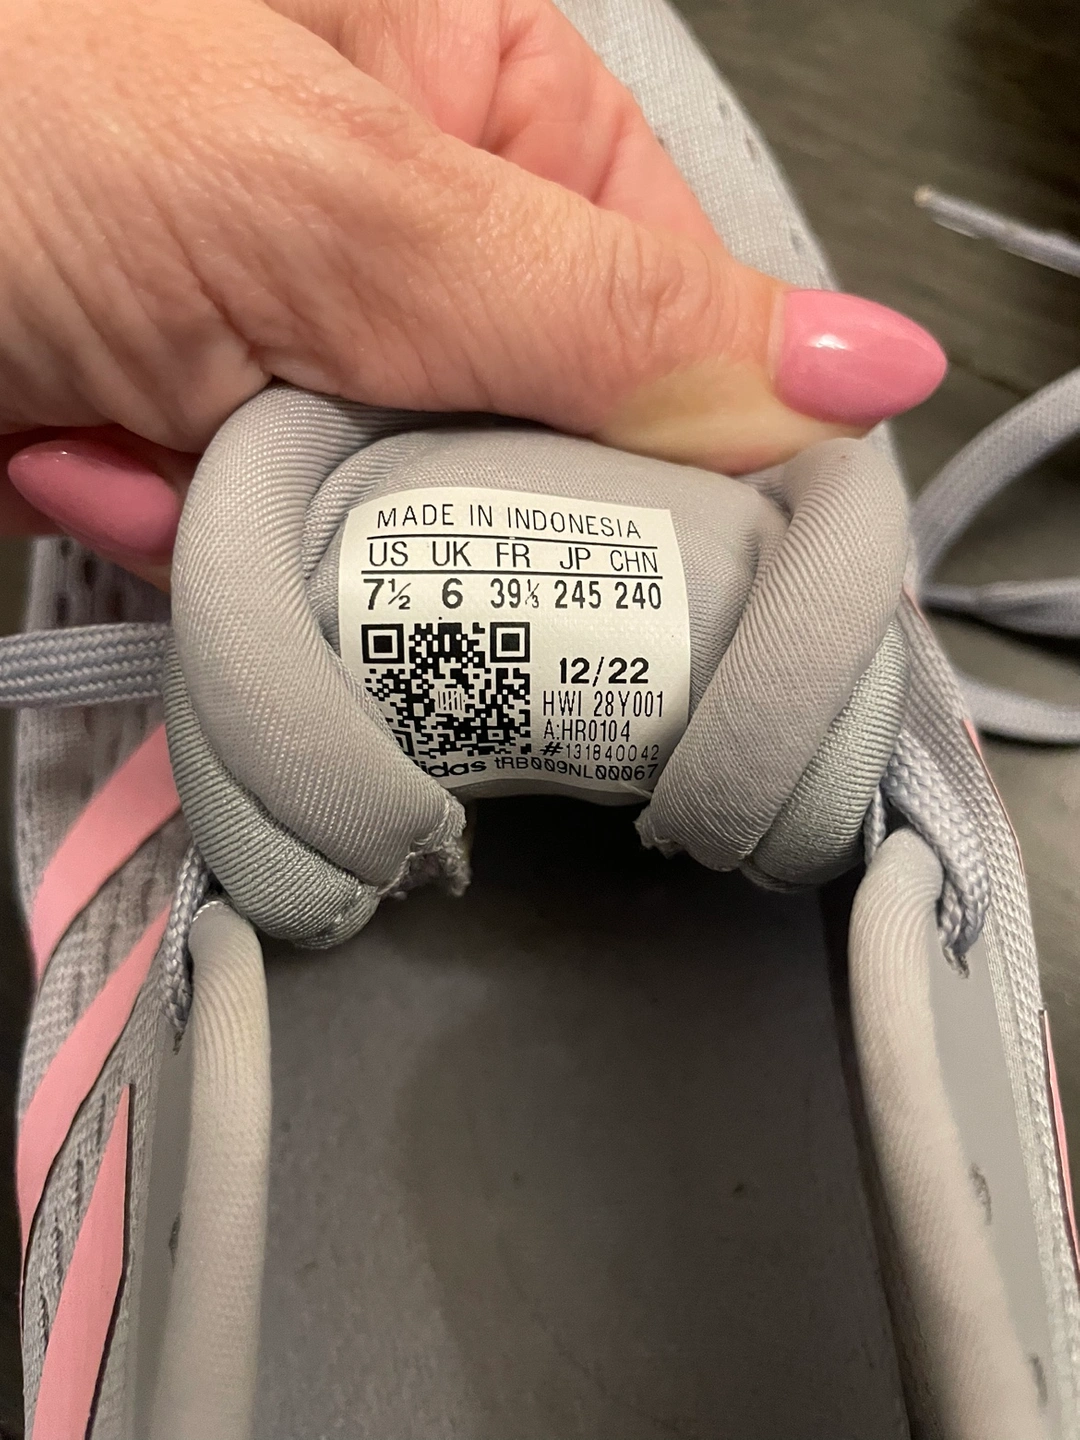 MADE IN INDONESIA
US UK FR JP CHN
7½ 6 39⅓ 245 240
12/22
HWI 28Y001
A:HR0104
#131840042
adidas tRB009NL00067